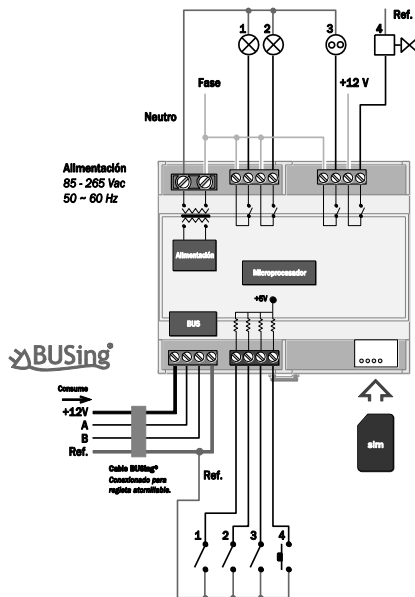 Ref.
1 2 3 4
Fase
+12 V
Neutro
Alimentación
85 - 265 Vac
50 ~ 60 Hz
Alimentación
Microprocesador
+5V
BUS
BUSing®
Consume
+12V
A
B
Ref.
sim
Cable BUSing®
Conexionado para
regleta atornillable.
Ref.
1 2 3 4